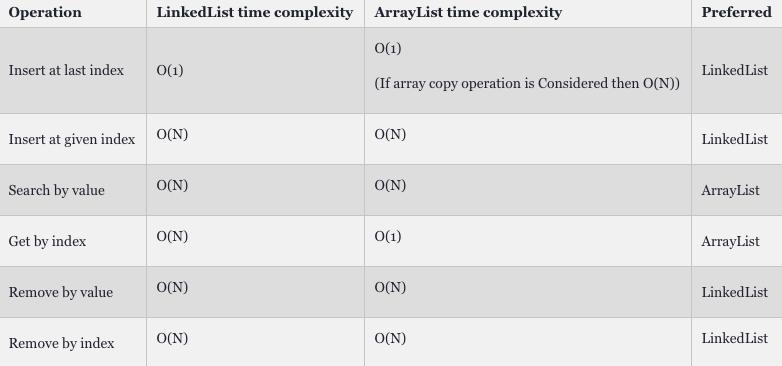 Operation LinkedList time complexity ArrayList time complexity Preferred
Insert at last index O(1) O(1) LinkedList
(If array copy operation is Considered then O(N))
Insert at given index O(N) O(N) LinkedList
Search by value O(N) O(N) ArrayList
Get by index O(N) O(1) ArrayList
Remove by value O(N) O(N) LinkedList
Remove by index O(N) O(N) LinkedList